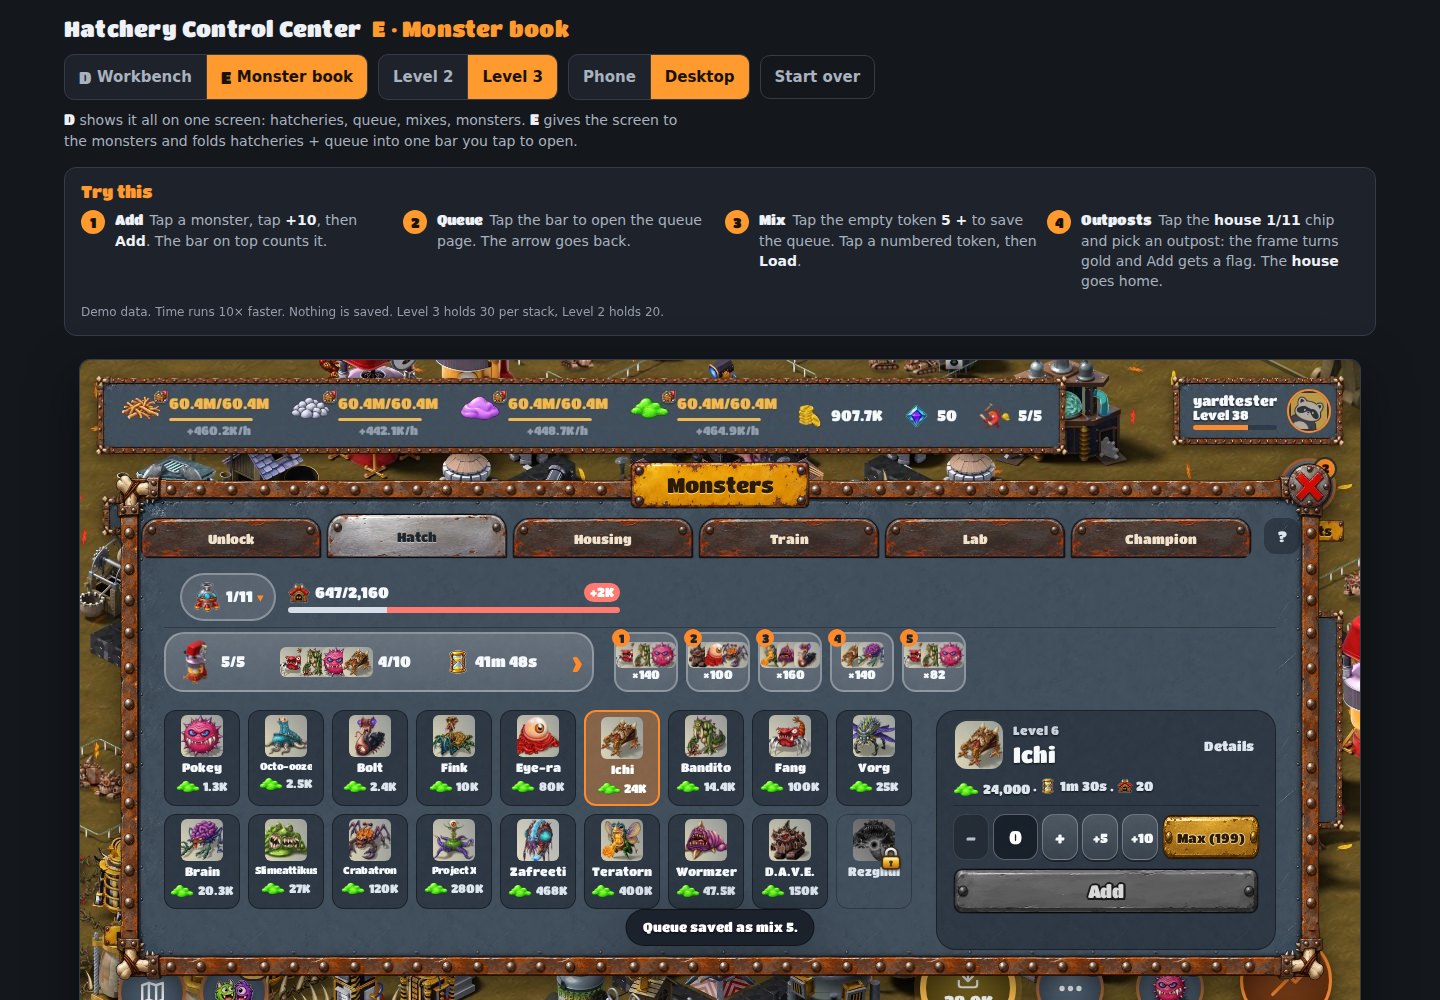 Hatchery Control Center E · Monster book
D Workbench E Monster book Level 2 Level 3 Phone Desktop Start over
D shows it all on one screen: hatcheries, queue, mixes, monsters. E gives the screen to
the monsters and folds hatcheries + queue into one bar you tap to open.
Try this
1 Add Tap a monster, tap +10, then
Add. The bar on top counts it.
2 Queue Tap the bar to open the queue
page. The arrow goes back.
3 Mix Tap the empty token 5 + to save
the queue. Tap a numbered token, then
Load.
4 Outposts Tap the house 1/11 chip
and pick an outpost: the frame turns
gold and Add gets a flag. The house
goes home.
Demo data. Time runs 10× faster. Nothing is saved. Level 3 holds 30 per stack, Level 2 holds 20.
60.4M/60.4M 60.4M/60.4M 60.4M/60.4M 60.4M/60.4M 907.7K 50 5/5
+460.2K/h +442.1K/h +448.7K/h +464.9K/h
yardtester
Level 38
Monsters
Unlock Hatch Housing Train Lab Champion ?
1/11 647/2,160 +2K
5/5 4/10 41m 48s
1 2 3 4 5
×140 ×100 ×160 ×140 ×82
Pokey Octo-ooze Bolt Fink Eye-ra Ichi Bandito Fang Vorg
1.3K 2.5K 2.4K 10K 80K 24K 14.4K 100K 25K
Brain Slimeattikus Crabatron Project X Zafreeti Teratorn Wormzer D.A.V.E.
20.3K 27K 120K 280K 468K 400K 47.5K 150K
Level 6
Ichi
Details
24,000 · 1m 30s · 20
− 0 + +5 +10 Max (199)
Add
Queue saved as mix 5.